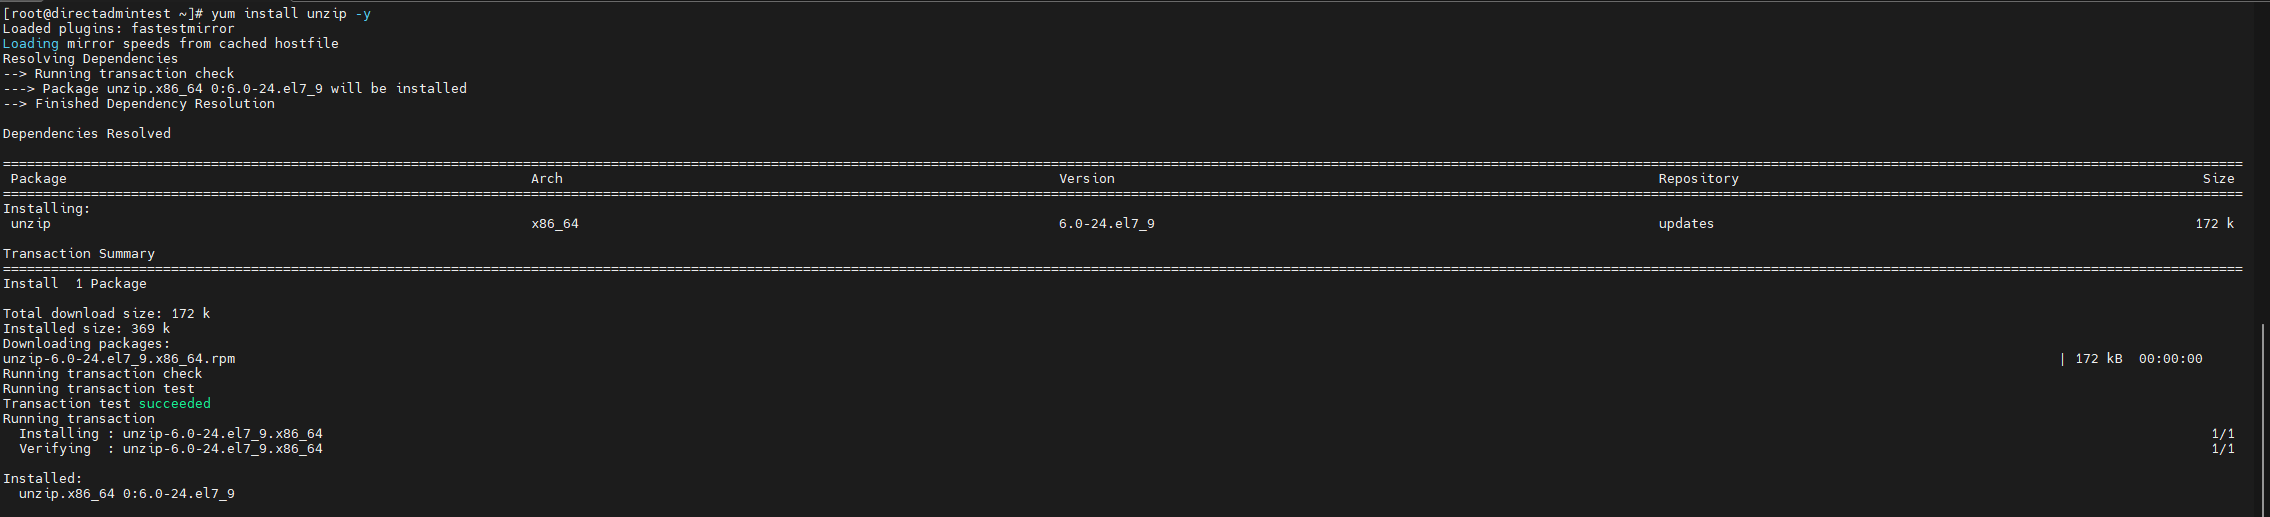 [root@directadmintest ~]# yum install unzip -y
Loaded plugins: fastestmirror
Loading mirror speeds from cached hostfile
Resolving Dependencies
--> Running transaction check
---> Package unzip.x86_64 0:6.0-24.el7_9 will be installed
--> Finished Dependency Resolution
Dependencies Resolved
Package Arch Version Repository Size
Installing:
unzip x86_64 6.0-24.el7_9 updates 172 k
Transaction Summary
Install 1 Package
Total download size: 172 k
Installed size: 369 k
Downloading packages:
unzip-6.0-24.el7_9.x86_64.rpm | 172 kB 00:00:00
Running transaction check
Running transaction test
Transaction test succeeded
Running transaction
Installing : unzip-6.0-24.el7_9.x86_64 1/1
Verifying : unzip-6.0-24.el7_9.x86_64 1/1
Installed:
unzip.x86_64 0:6.0-24.el7_9